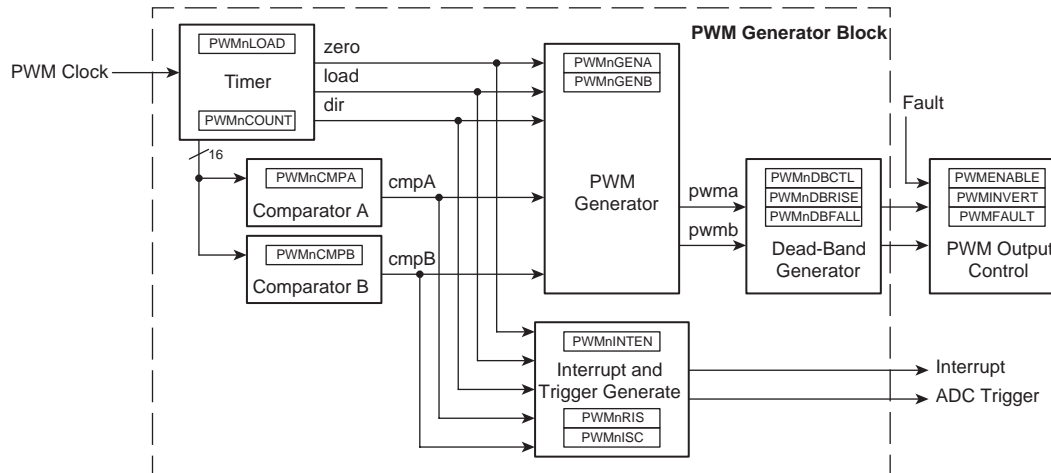 PWM Generator Block
PWM Clock
PWMnLOAD
Timer
PWMnCOUNT
zero
load
dir
16
PWMnCMPA
Comparator A
cmpA
PWMnCMPB
Comparator B
cmpB
PWMnGENA
PWMnGENB
PWM
Generator
pwma
pwmb
PWMnDBCTL
PWMnDBRISE
PWMnDBFALL
Dead-Band
Generator
Fault
PWMENABLE
PWMINVERT
PWMFAULT
PWM Output
Control
PWMnINTEN
Interrupt and
Trigger Generate
PWMnRIS
PWMnISC
Interrupt
ADC Trigger